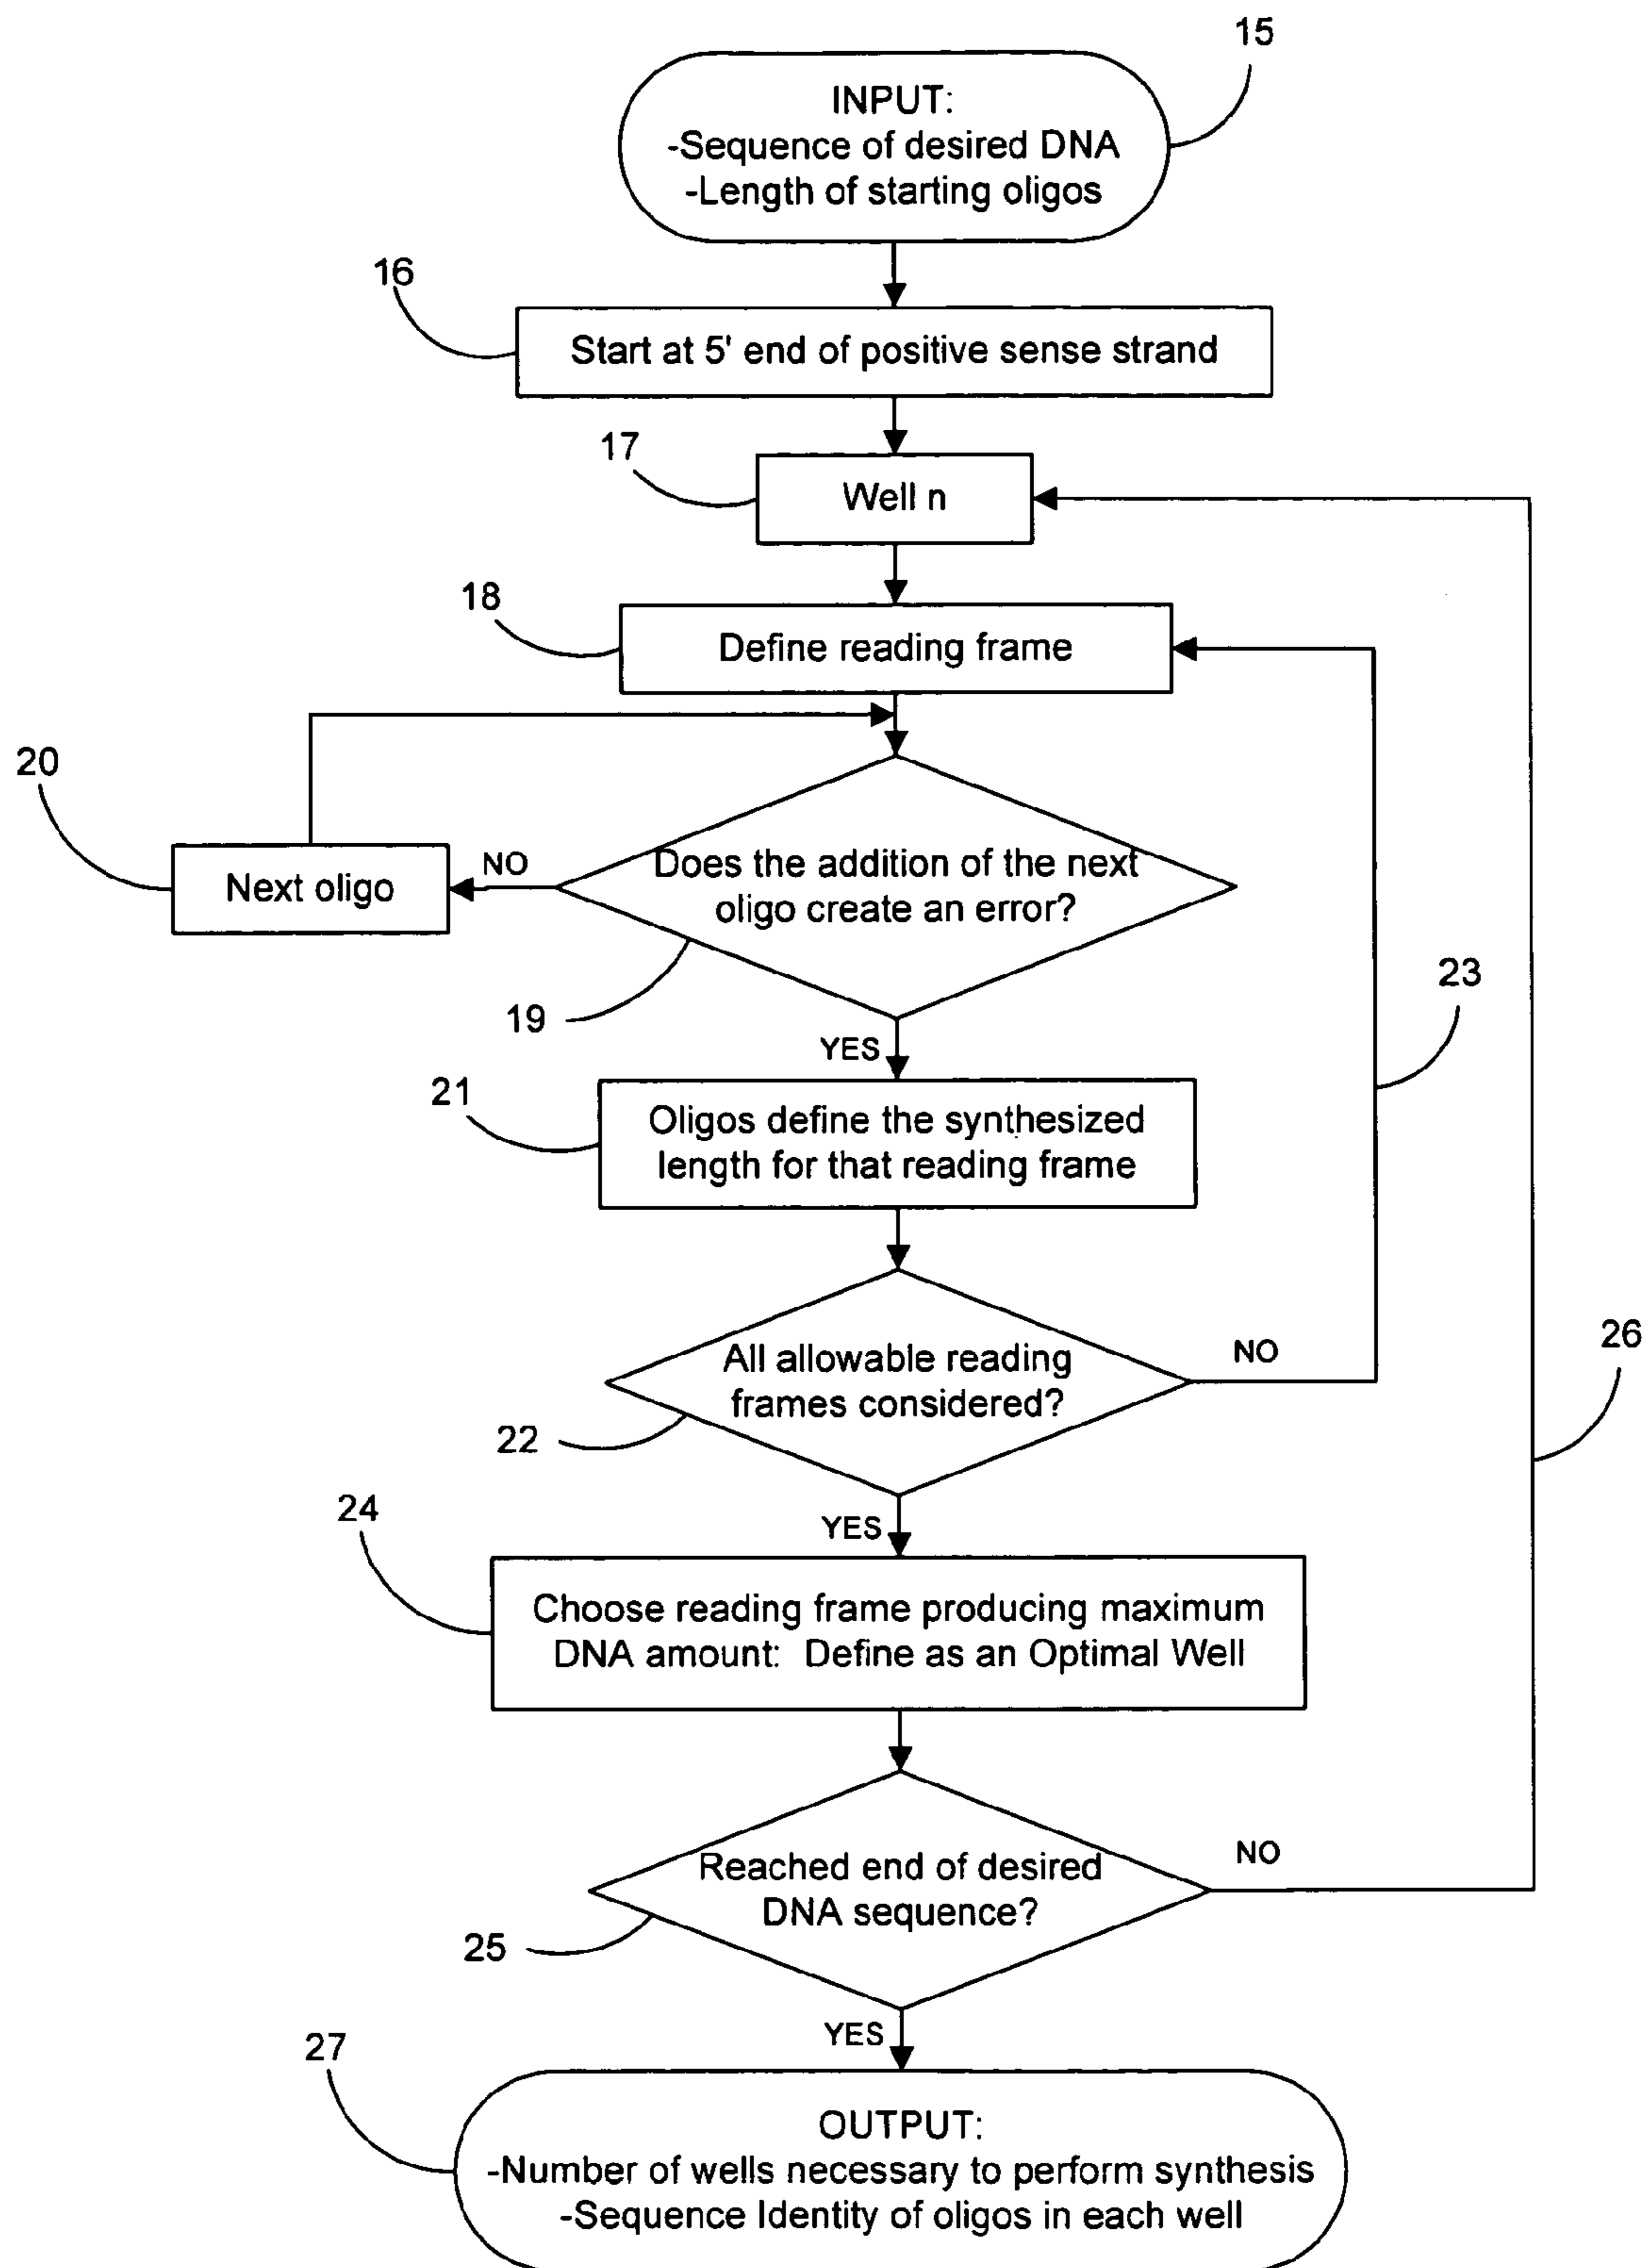 15
INPUT:
-Sequence of desired DNA
-Length of starting oligos
16
Start at 5' end of positive sense strand
17
Well n
18
Define reading frame
20
Next oligo
NO
Does the addition of the next
oligo create an error?
19
23
YES
21
Oligos define the synthesized
length for that reading frame
All allowable reading
frames considered?
NO
26
22
24
YES
Choose reading frame producing maximum
DNA amount: Define as an Optimal Well
Reached end of desired
DNA sequence?
NO
25
YES
27
OUTPUT:
-Number of wells necessary to perform synthesis
-Sequence Identity of oligos in each well